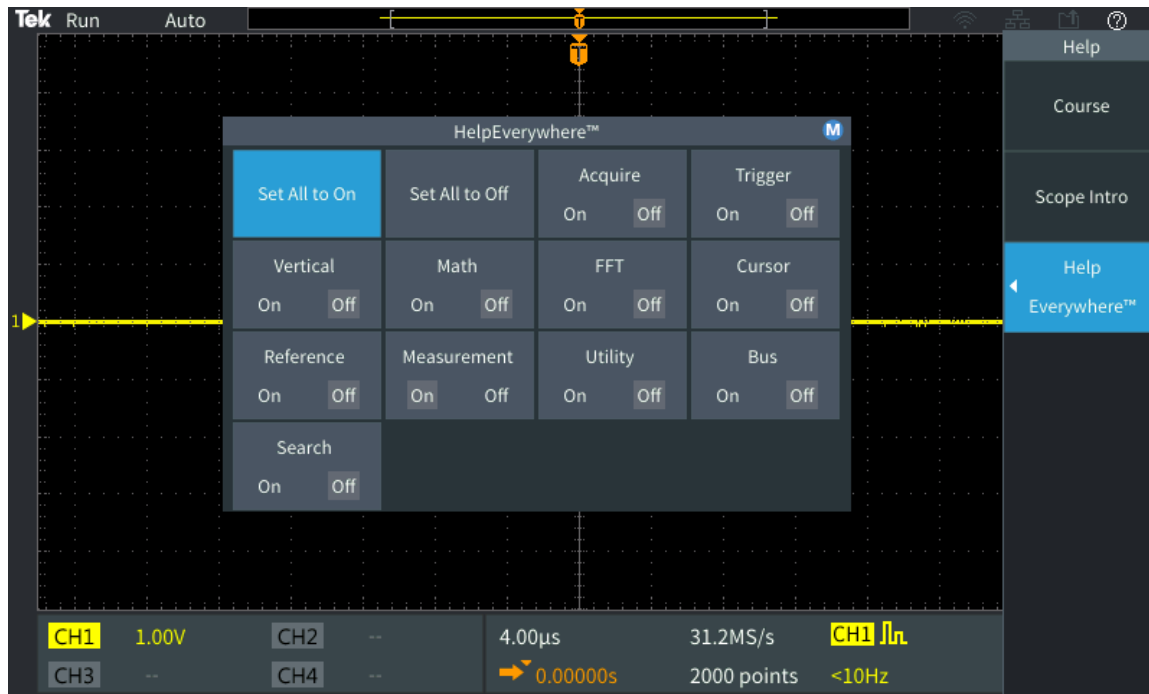 Tek Run Auto T
T
Help
Course
Scope Intro
Help
Everywhere™
HelpEverywhere™ M
Set All to On
Set All to Off
Acquire
On Off
Trigger
On Off
Vertical
On Off
Math
On Off
FFT
On Off
Cursor
On Off
Reference
On Off
Measurement
On Off
Utility
On Off
Bus
On Off
Search
On Off
1
CH1 1.00V CH2 -- 4.00µs 31.2MS/s CH1
CH3 -- CH4 -- 0.00000s 2000 points <10Hz